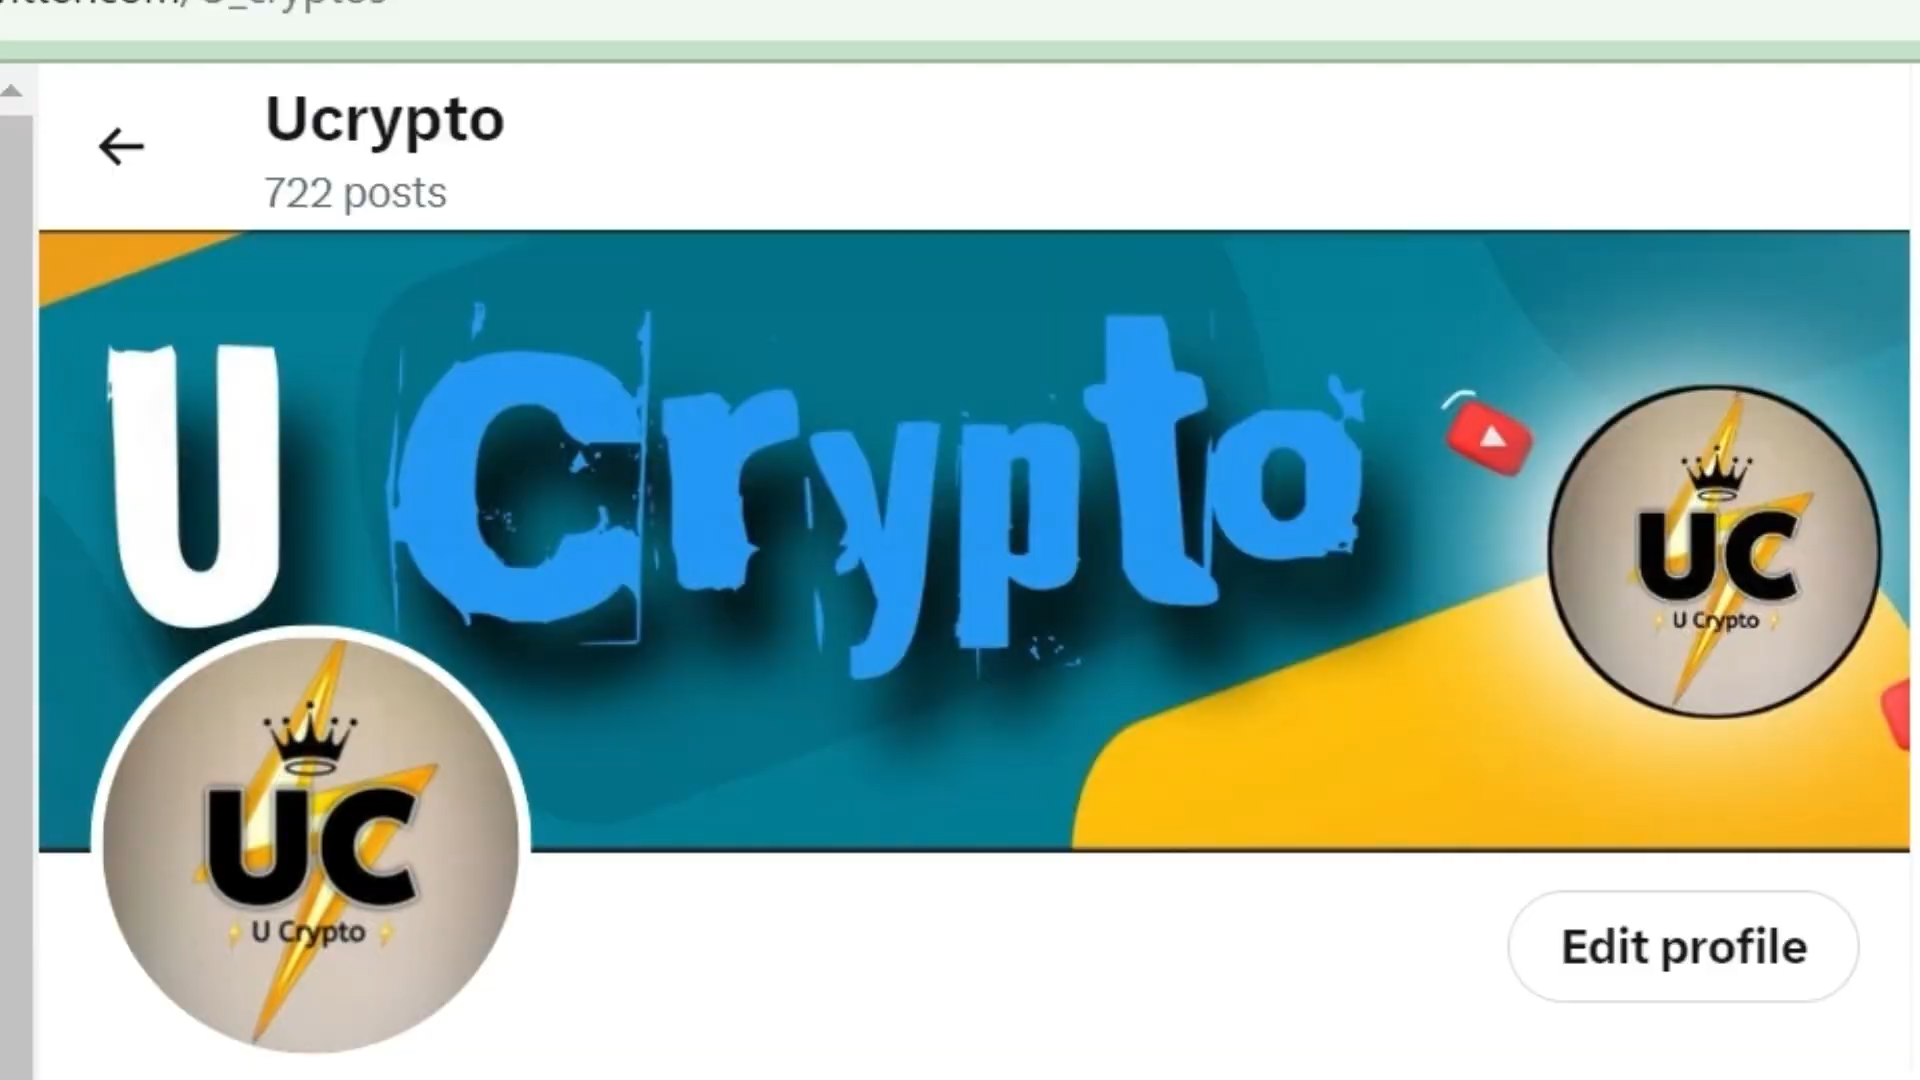 Ucrypto
722 posts
U Crypto
UC
U Crypto
UC
U Crypto
Edit profile